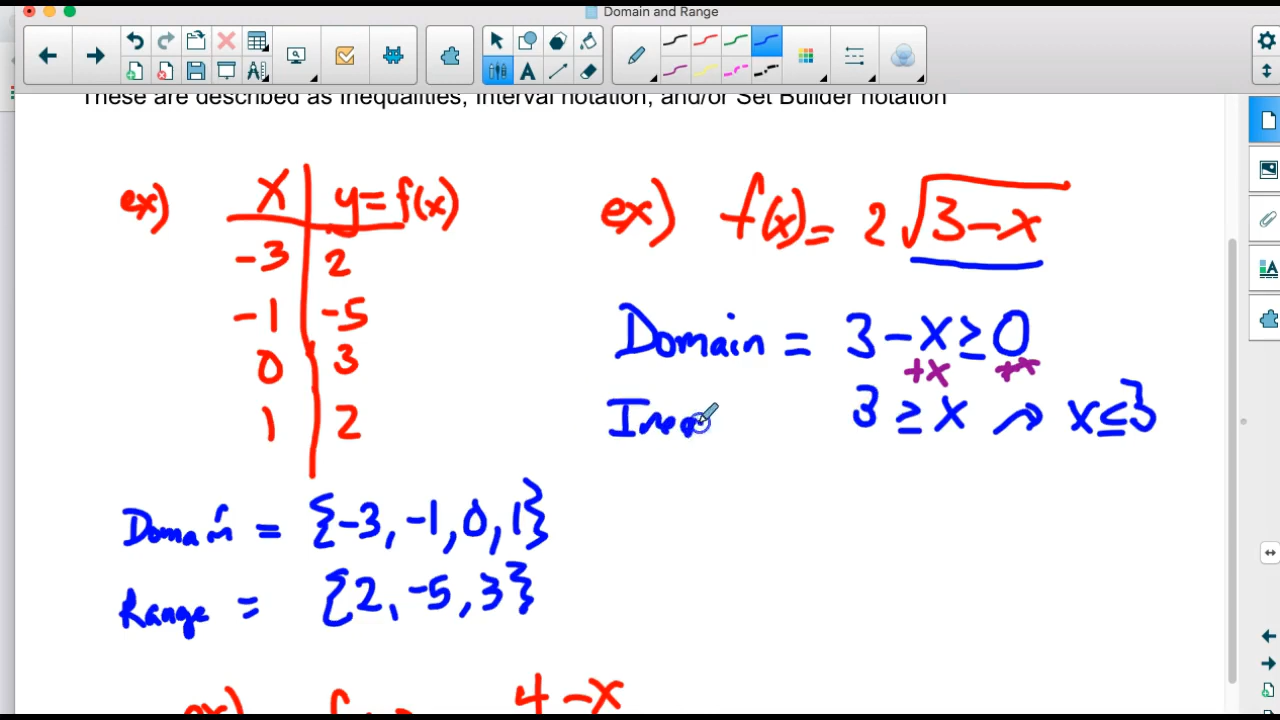 Domain and Range
These are described as Inequalities, Interval notation, and/or Set Builder notation
ex) x y=f(x)
-3 2
-1 -5
0 3
1 2
Domain = {-3, -1, 0, 1}
Range = {2, -5, 3}
ex) f(x)= 2√3-x
Domain = 3-x≥0
+x +x
3 ≥ x → x≤3
Ine
ex)
4-x